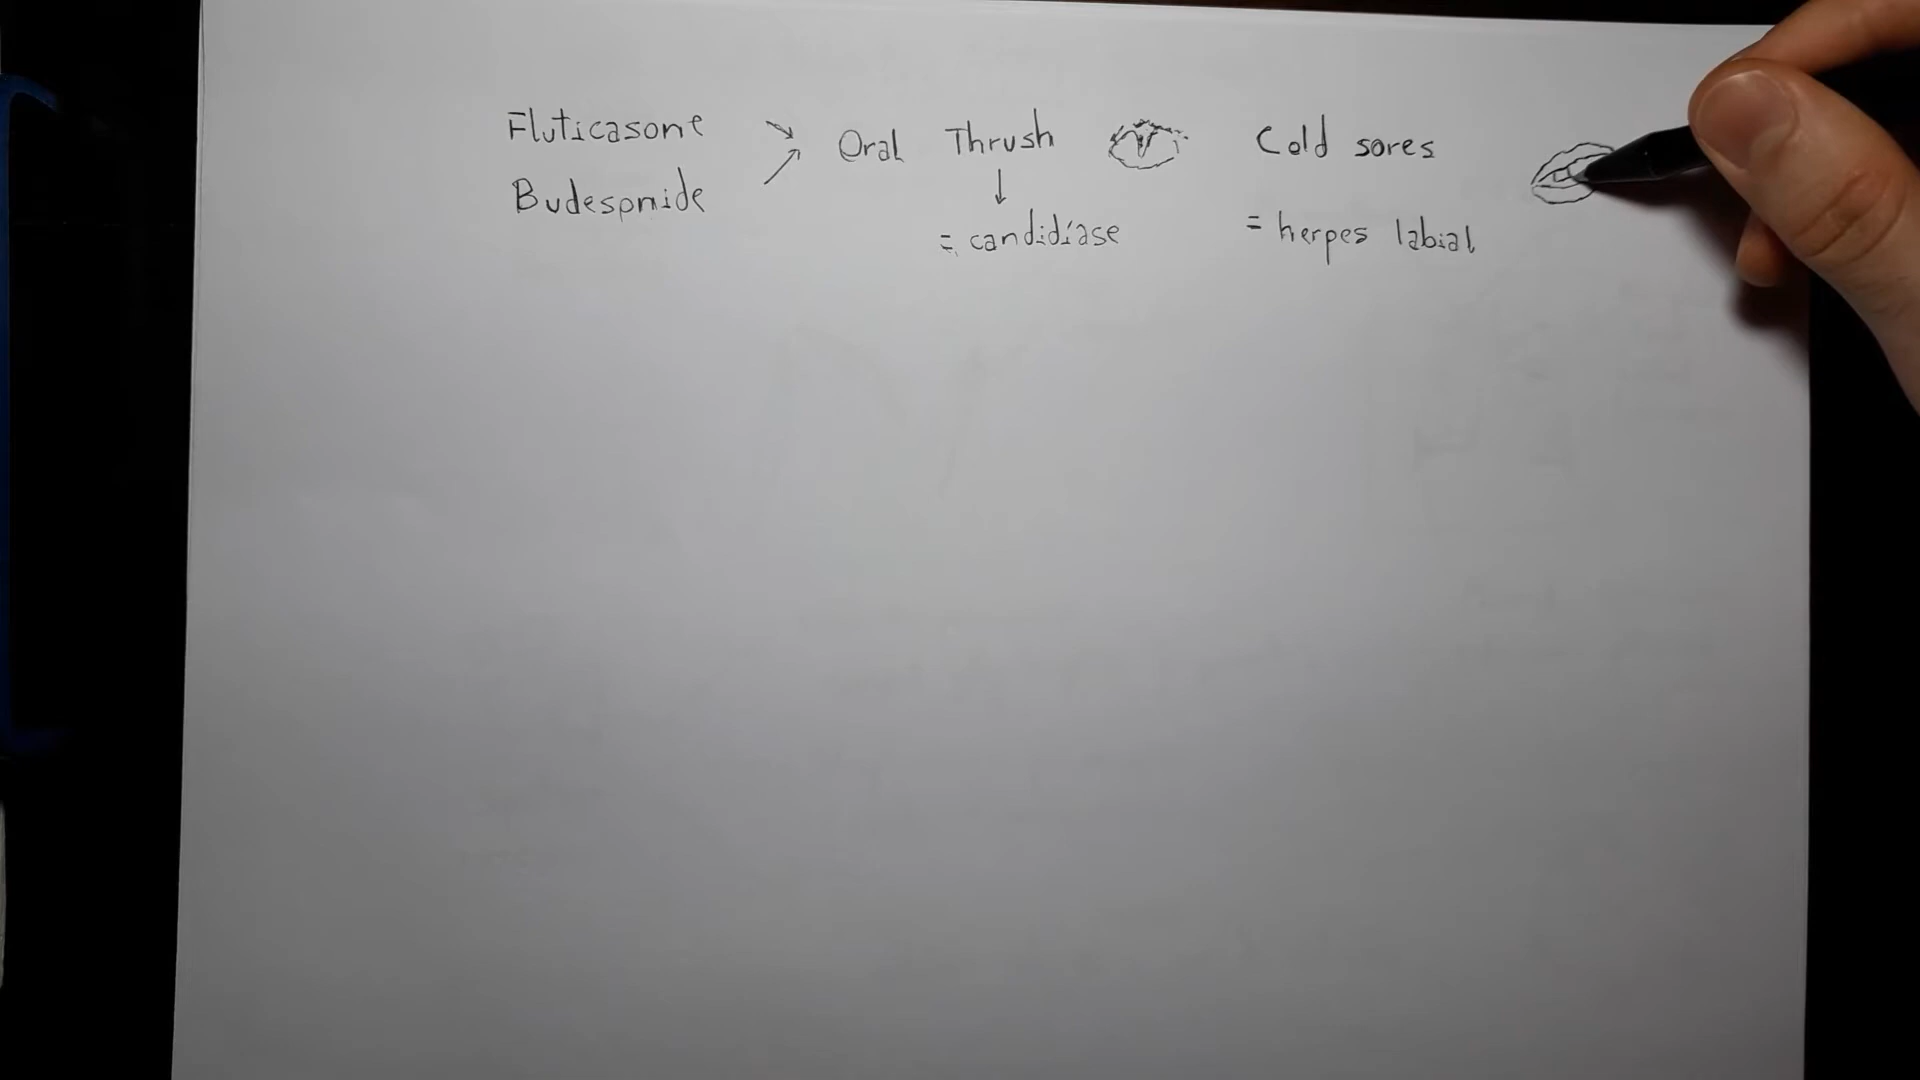 Fluticasone
Budesonide
Oral Thrush
= candidíase
Cold sores
= herpes labial